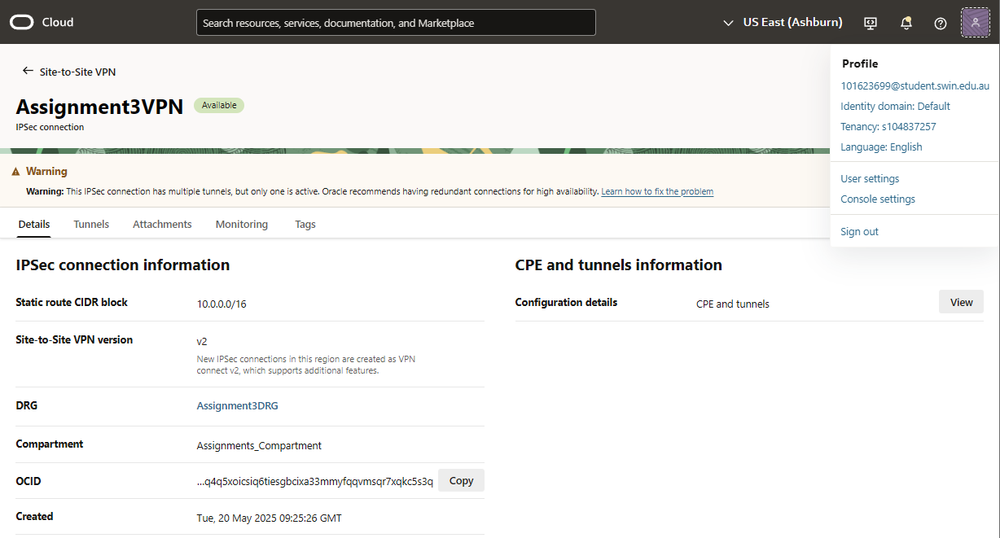 Cloud
Search resources, services, documentation, and Marketplace
US East (Ashburn)
Site-to-Site VPN
Assignment3VPN
Available
IPSec connection
Profile
101623699@student.swin.edu.au
Identity domain: Default
Tenancy: s104837257
Language: English
User settings
Console settings
Sign out
Warning
Warning: This IPSec connection has multiple tunnels, but only one is active. Oracle recommends having redundant connections for high availability. Learn how to fix the problem
Details Tunnels Attachments Monitoring Tags
IPSec connection information
Static route CIDR block 10.0.0.0/16
Site-to-Site VPN version v2
New IPSec connections in this region are created as VPN
connect v2, which supports additional features.
DRG Assignment3DRG
Compartment Assignments_Compartment
OCID ...q4q5xoicsiq6tiesgbcixa33mmyfqqvmsqr7xqkc5s3q Copy
Created Tue, 20 May 2025 09:25:26 GMT
CPE and tunnels information
Configuration details CPE and tunnels View